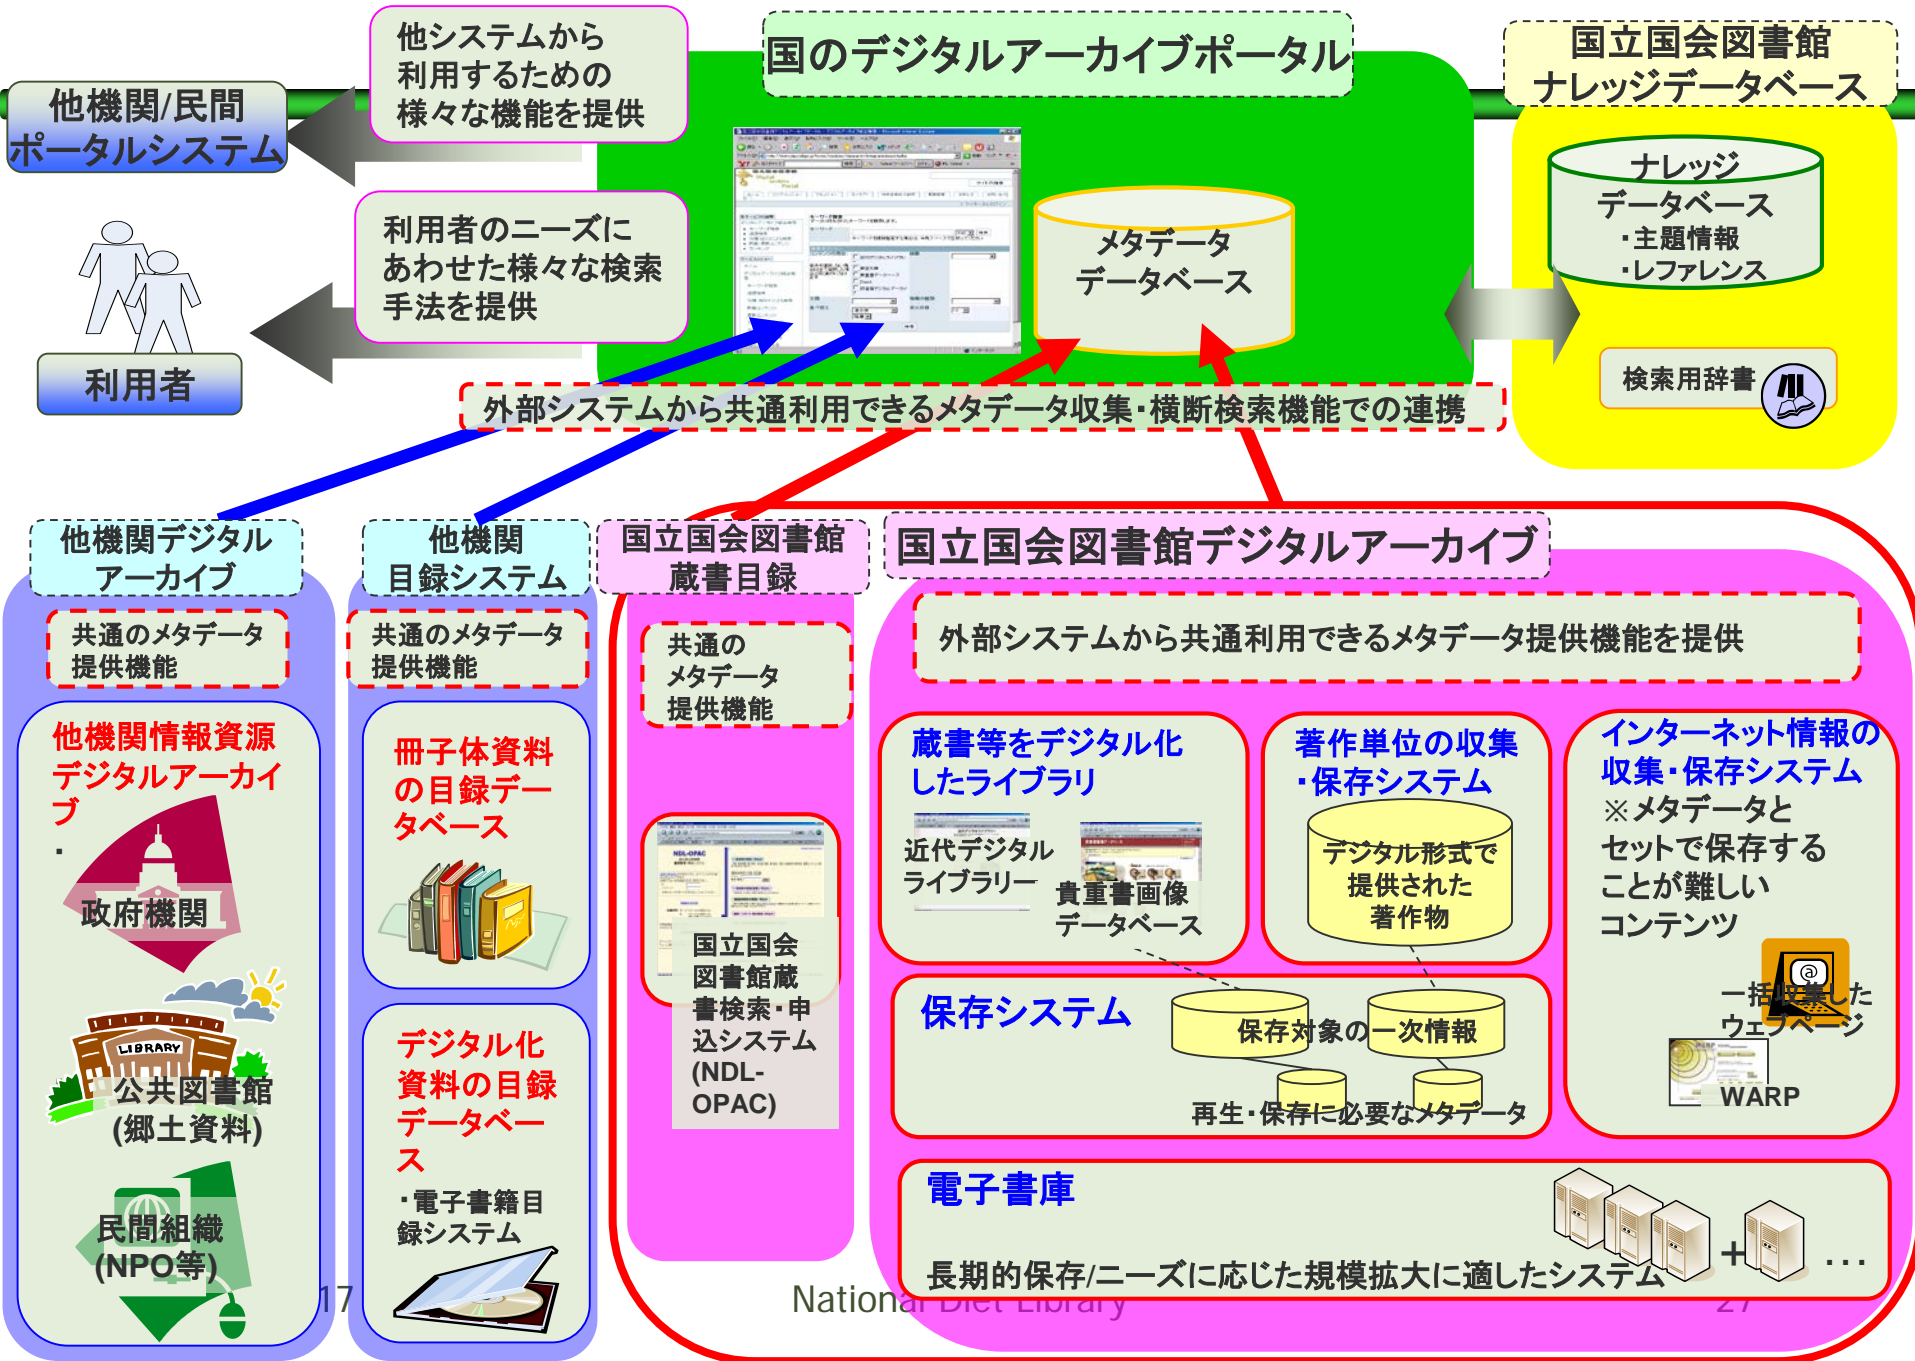 他システムから
利用するための
様々な機能を提供
国のデジタルアーカイブポータル
国立国会図書館
ナレッジデータベース
他機関/民間
ポータルシステム
ナレッジ
データベース
・主題情報
・レファレンス
利用者のニーズに
あわせた様々な検索
手法を提供
メタデータ
データベース
利用者
検索用辞書
外部システムから共通利用できるメタデータ収集・横断検索機能での連携
他機関デジタル
アーカイブ
共通のメタデータ
提供機能
他機関情報資源
デジタルアーカイ
ブ
・
政府機関
LIBRARY
公共図書館
(郷土資料)
民間組織
(NPO等)
他機関
目録システム
共通のメタデータ
提供機能
冊子体資料
の目録デー
タベース
デジタル化
資料の目録
データベー
ス
・電子書籍目
録システム
国立国会図書館
蔵書目録
共通の
メタデータ
提供機能
NDL-OPAC
国立国会
図書館蔵
書検索・申
込システム
(NDL-
OPAC)
国立国会図書館デジタルアーカイブ
外部システムから共通利用できるメタデータ提供機能を提供
蔵書等をデジタル化
したライブラリ
近代デジタル
ライブラリー
貴重書画像
データベース
著作単位の収集
・保存システム
デジタル形式で
提供された
著作物
インターネット情報の
収集・保存システム
※メタデータと
セットで保存する
ことが難しい
コンテンツ
一括収集した
ウェブページ
WARP
保存システム
保存対象の一次情報
再生・保存に必要なメタデータ
電子書庫
長期的保存/ニーズに応じた規模拡大に適したシステム
+
...
17
National Diet Library
27